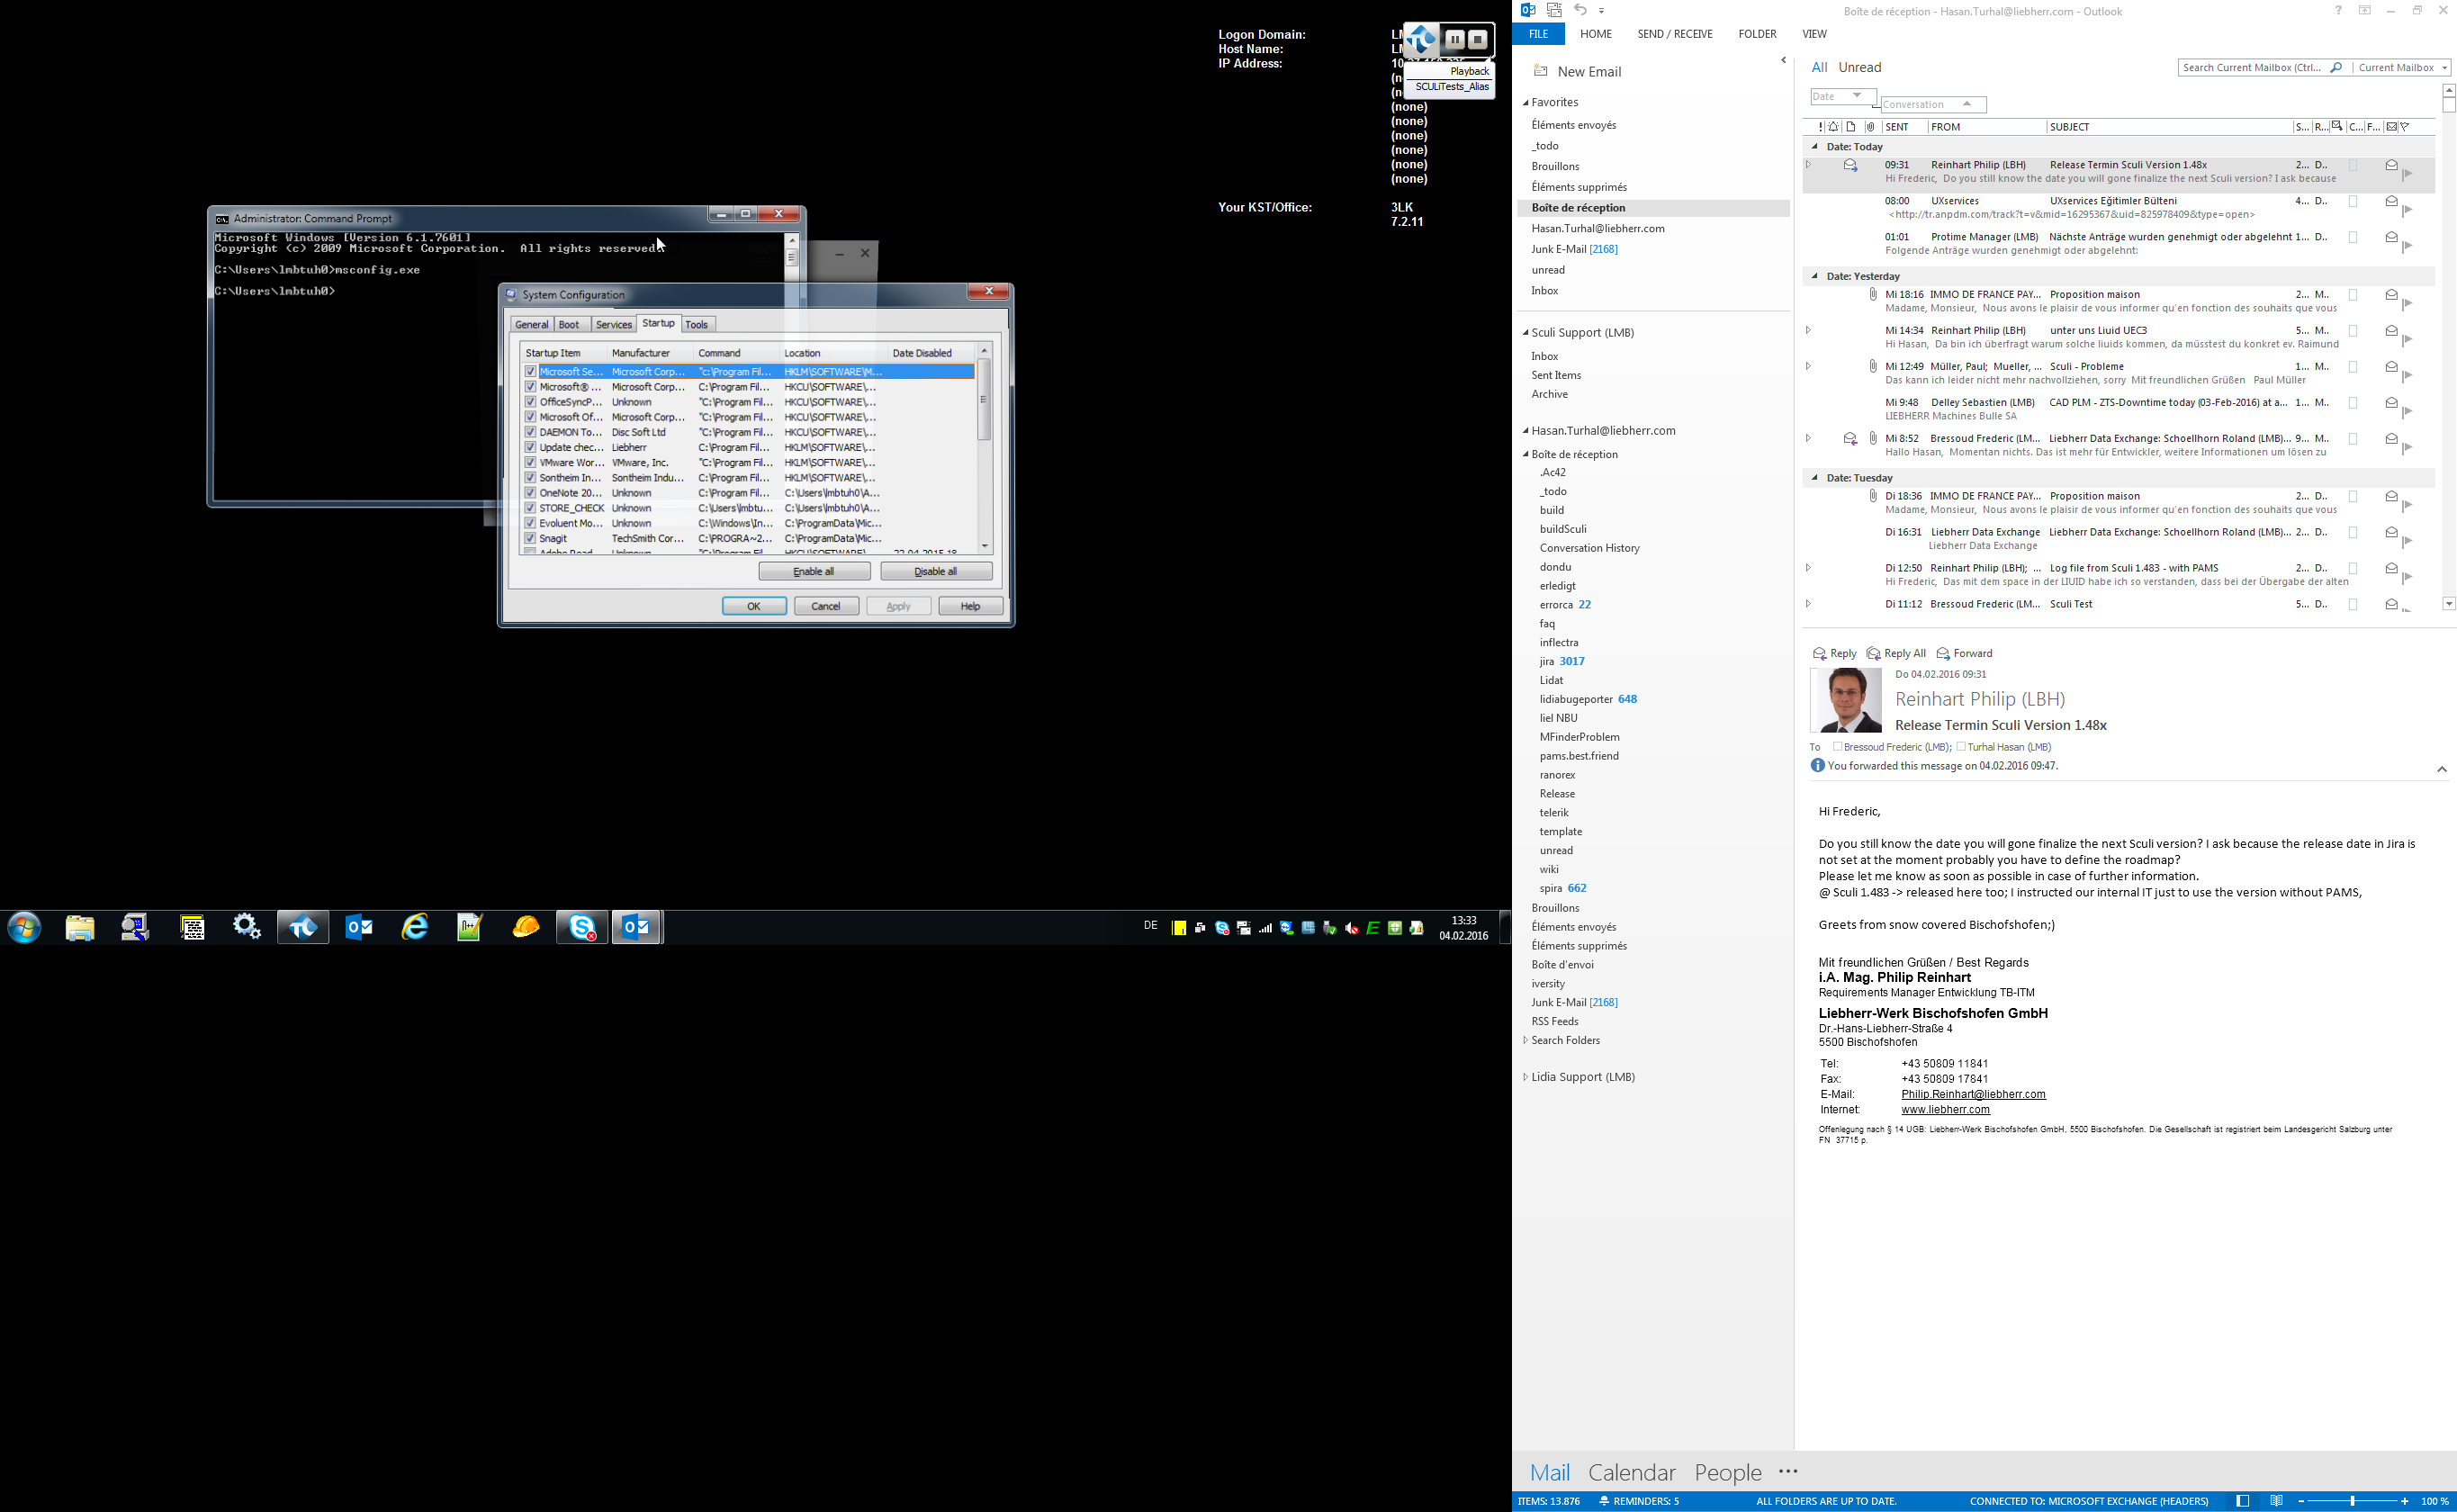 Logon Domain:
Host Name:
IP Address:
(none)
(none)
(none)
(none)
(none)
(none)
Your KST/Office:
3LK
7.2.11
Playback
SCULiTests_Alias
Administrator: Command Prompt
Microsoft Windows [Version 6.1.7601]
Copyright (c) 2009 Microsoft Corporation.  All rights reserved.
C:\Users\lmbtuh0>msconfig.exe
C:\Users\lmbtuh0>
System Configuration
General Boot Services Startup Tools
Startup Item Manufacturer Command Location Date Disabled
Microsoft Se... Microsoft Corp... "c:\Program Fil... HKLM\SOFTWARE\M...
Microsoft® ... Microsoft Corp... C:\Program Fil... HKCU\SOFTWARE\...
OfficeSyncP... Unknown "C:\Program Fil... HKCU\SOFTWARE\...
Microsoft Of... Microsoft Corp... "C:\Program Fil... HKCU\SOFTWARE\...
DAEMON To... Disc Soft Ltd "C:\Program Fil... HKCU\SOFTWARE\...
Update chec... Liebherr "C:\Program Fil... HKLM\SOFTWARE\...
VMware Wor... VMware, Inc. "C:\Program Fil... HKLM\SOFTWARE\...
Sontheim In... Sontheim Indu... C:\Program Fil... HKLM\SOFTWARE\...
OneNote 20... Unknown C:\Program Fil... C:\Users\lmbtuh0\A...
STORE_CHECK Unknown C:\Users\lmbtu... C:\Users\lmbtuh0\A...
Evoluent Mo... Unknown C:\Windows\In... C:\ProgramData\Mic...
Snagit TechSmith Cor... C:\PROGRA~2... C:\ProgramData\Mic...
Adobe Read... Unknown "C:\Program Fil... HKCU\SOFTWARE\... 22.04.2015 18...
Enable all Disable all
OK Cancel Apply Help
DE
13:33
04.02.2016
Boîte de réception - Hasan.Turhal@liebherr.com - Outlook
FILE HOME SEND / RECEIVE FOLDER VIEW
New Email
Favorites
Éléments envoyés
_todo
Brouillons
Éléments supprimés
Boîte de réception
Hasan.Turhal@liebherr.com
Junk E-Mail [2168]
unread
Inbox
Sculi Support (LMB)
Inbox
Sent Items
Archive
Hasan.Turhal@liebherr.com
Boîte de réception
.Ac42
_todo
build
buildSculi
Conversation History
dondu
erledigt
errorca 22
faq
inflectra
jira 3017
Lidat
lidiabugeporter 648
liel NBU
MFinderProblem
pams.best.friend
ranorex
Release
telerik
template
unread
wiki
spira 662
Brouillons
Éléments envoyés
Éléments supprimés
Boîte d'envoi
iversity
Junk E-Mail [2168]
RSS Feeds
Search Folders
Lidia Support (LMB)
All Unread
Search Current Mailbox (Ctrl... Current Mailbox
Date
Conversation
! SENT FROM SUBJECT S... R... C... F...
Date: Today
09:31 Reinhart Philip (LBH) Release Termin Sculi Version 1.48x 2... D..
Hi Frederic, Do you still know the date you will gone finalize the next Sculi version? I ask because
08:00 UXservices UXservices Eğitimler Bülteni 4... D..
<http://tr.anpdm.com/track?t=v&mid=16295367&uid=825978409&type=open>
01:01 Protime Manager (LMB) Nächste Anträge wurden genehmigt oder abgelehnt 1... D..
Folgende Anträge wurden genehmigt oder abgelehnt:
Date: Yesterday
Mi 18:16 IMMO DE FRANCE PAY... Proposition maison 2... M..
Madame, Monsieur, Nous avons le plaisir de vous informer qu'en fonction des souhaits que vous
Mi 14:34 Reinhart Philip (LBH) unter uns Liuid UEC3 5... M..
Hi Hasan, Da bin ich überfragt warum solche liuids kommen, da müsstest du konkret ev. Raimund
Mi 12:49 Müller, Paul; Mueller, ... Sculi - Probleme 1... M..
Das kann ich leider nicht mehr nachvollziehen, sorry Mit freundlichen Grüßen Paul Müller
Mi 9:48 Delley Sebastien (LMB) CAD PLM - ZTS-Downtime today (03-Feb-2016) at a... 1... M..
LIEBHERR Machines Bulle SA
Mi 8:52 Bressoud Frederic (LM... Liebherr Data Exchange: Schoellhorn Roland (LMB)... 9... M..
Hallo Hasan, Momentan nichts. Das ist mehr für Entwickler, weitere Informationen um lösen zu
Date: Tuesday
Di 18:36 IMMO DE FRANCE PAY... Proposition maison 2... D..
Madame, Monsieur, Nous avons le plaisir de vous informer qu'en fonction des souhaits que vous
Di 16:31 Liebherr Data Exchange Liebherr Data Exchange: Schoellhorn Roland (LMB)... 2... D..
Liebherr Data Exchange
Di 12:50 Reinhart Philip (LBH); ... Log file from Sculi 1.483 - with PAMS 2... D..
Hi Frederic, Das mit dem space in der LIUID habe ich so verstanden, dass bei der Übergabe der alten
Di 11:12 Bressoud Frederic (LM... Sculi Test 5... D..
Reply Reply All Forward
Do 04.02.2016 09:31
Reinhart Philip (LBH)
Release Termin Sculi Version 1.48x
To Bressoud Frederic (LMB); Turhal Hasan (LMB)
You forwarded this message on 04.02.2016 09:47.
Hi Frederic,
Do you still know the date you will gone finalize the next Sculi version? I ask because the release date in Jira is
not set at the moment probably you have to define the roadmap?
Please let me know as soon as possible in case of further information.
@ Sculi 1.483 -> released here too; I instructed our internal IT just to use the version without PAMS,
Greets from snow covered Bischofshofen;)
Mit freundlichen Grüßen / Best Regards
i.A. Mag. Philip Reinhart
Requirements Manager Entwicklung TB-ITM
Liebherr-Werk Bischofshofen GmbH
Dr.-Hans-Liebherr-Straße 4
5500 Bischofshofen
Tel: +43 50809 11841
Fax: +43 50809 17841
E-Mail: Philip.Reinhart@liebherr.com
Internet: www.liebherr.com
Offenlegung nach § 14 UGB: Liebherr-Werk Bischofshofen GmbH, 5500 Bischofshofen. Die Gesellschaft ist registriert beim Landesgericht Salzburg unter
FN 37715 p.
Mail Calendar People ...
ITEMS: 13.876 REMINDERS: 5 ALL FOLDERS ARE UP TO DATE. CONNECTED TO: MICROSOFT EXCHANGE (HEADERS) 100 %